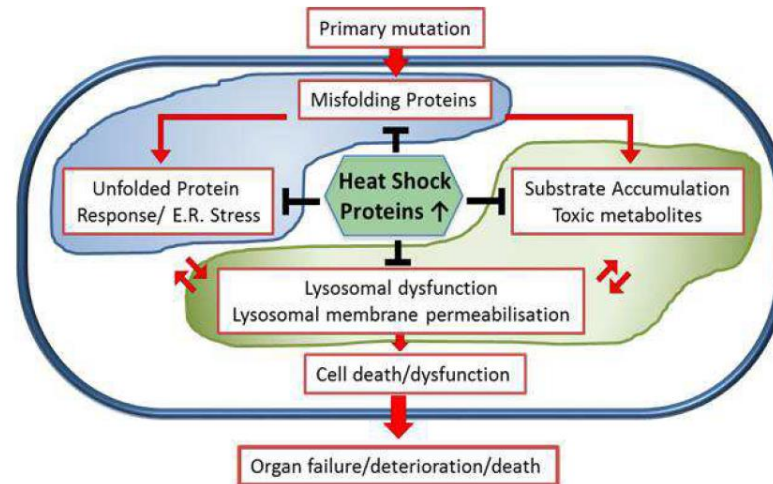 Primary mutation
Misfolding Proteins
Unfolded Protein
Response/ E.R. Stress
Heat Shock
Proteins ↑
Substrate Accumulation
Toxic metabolites
Lysosomal dysfunction
Lysosomal membrane permeabilisation
Cell death/dysfunction
Organ failure/deterioration/death